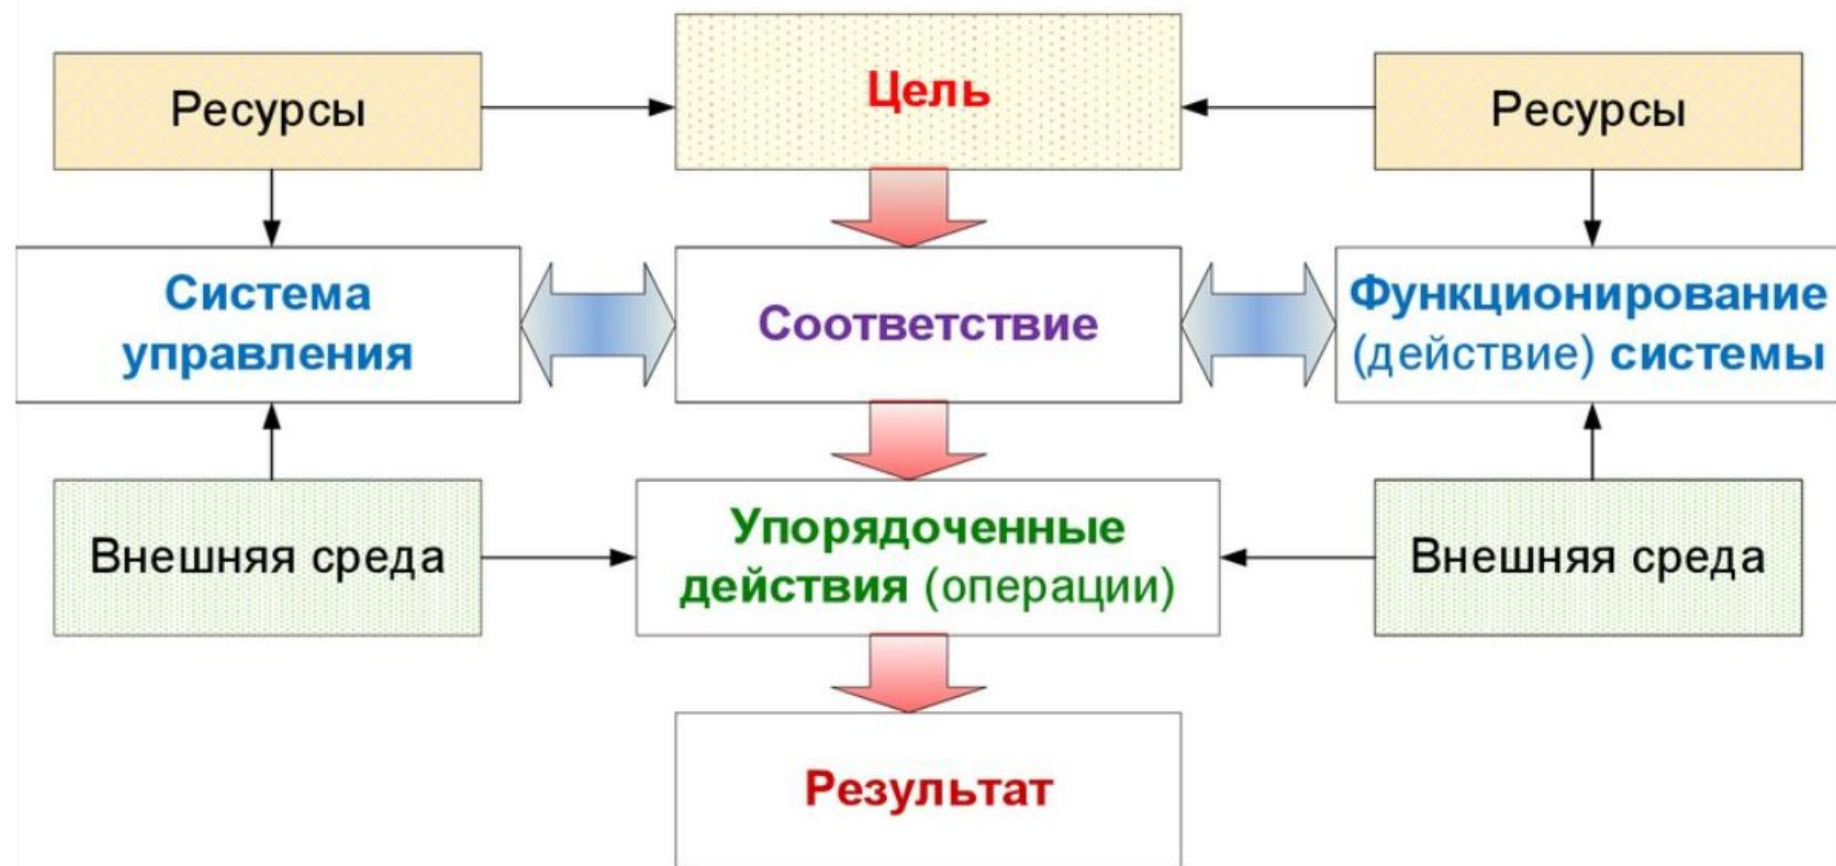 Ресурсы
Цель
Ресурсы
Система
управления
Соответствие
Функционирование
(действие) системы
Внешняя среда
Упорядоченные
действия (операции)
Внешняя среда
Результат